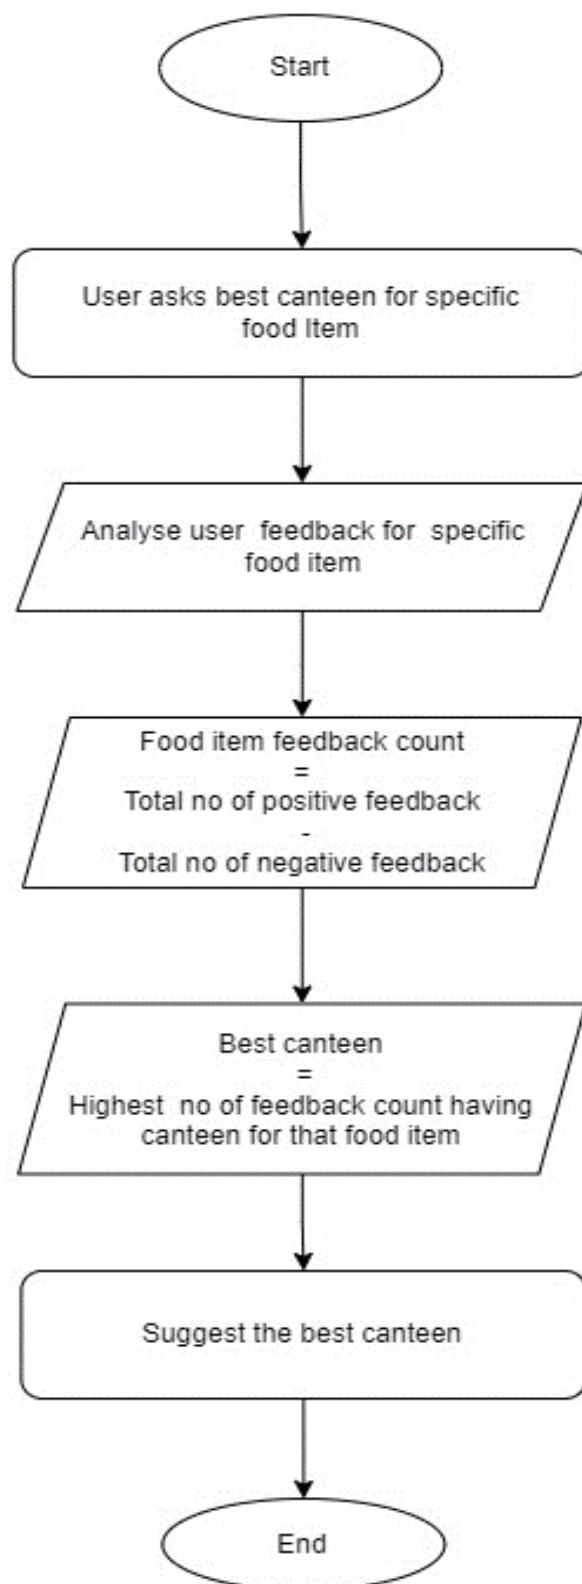 Start
User asks best canteen for specific
food Item
Analyse user feedback for specific
food item
Food item feedback count
=
Total no of positive feedback
-
Total no of negative feedback
Best canteen
=
Highest no of feedback count having
canteen for that food item
Suggest the best canteen
End